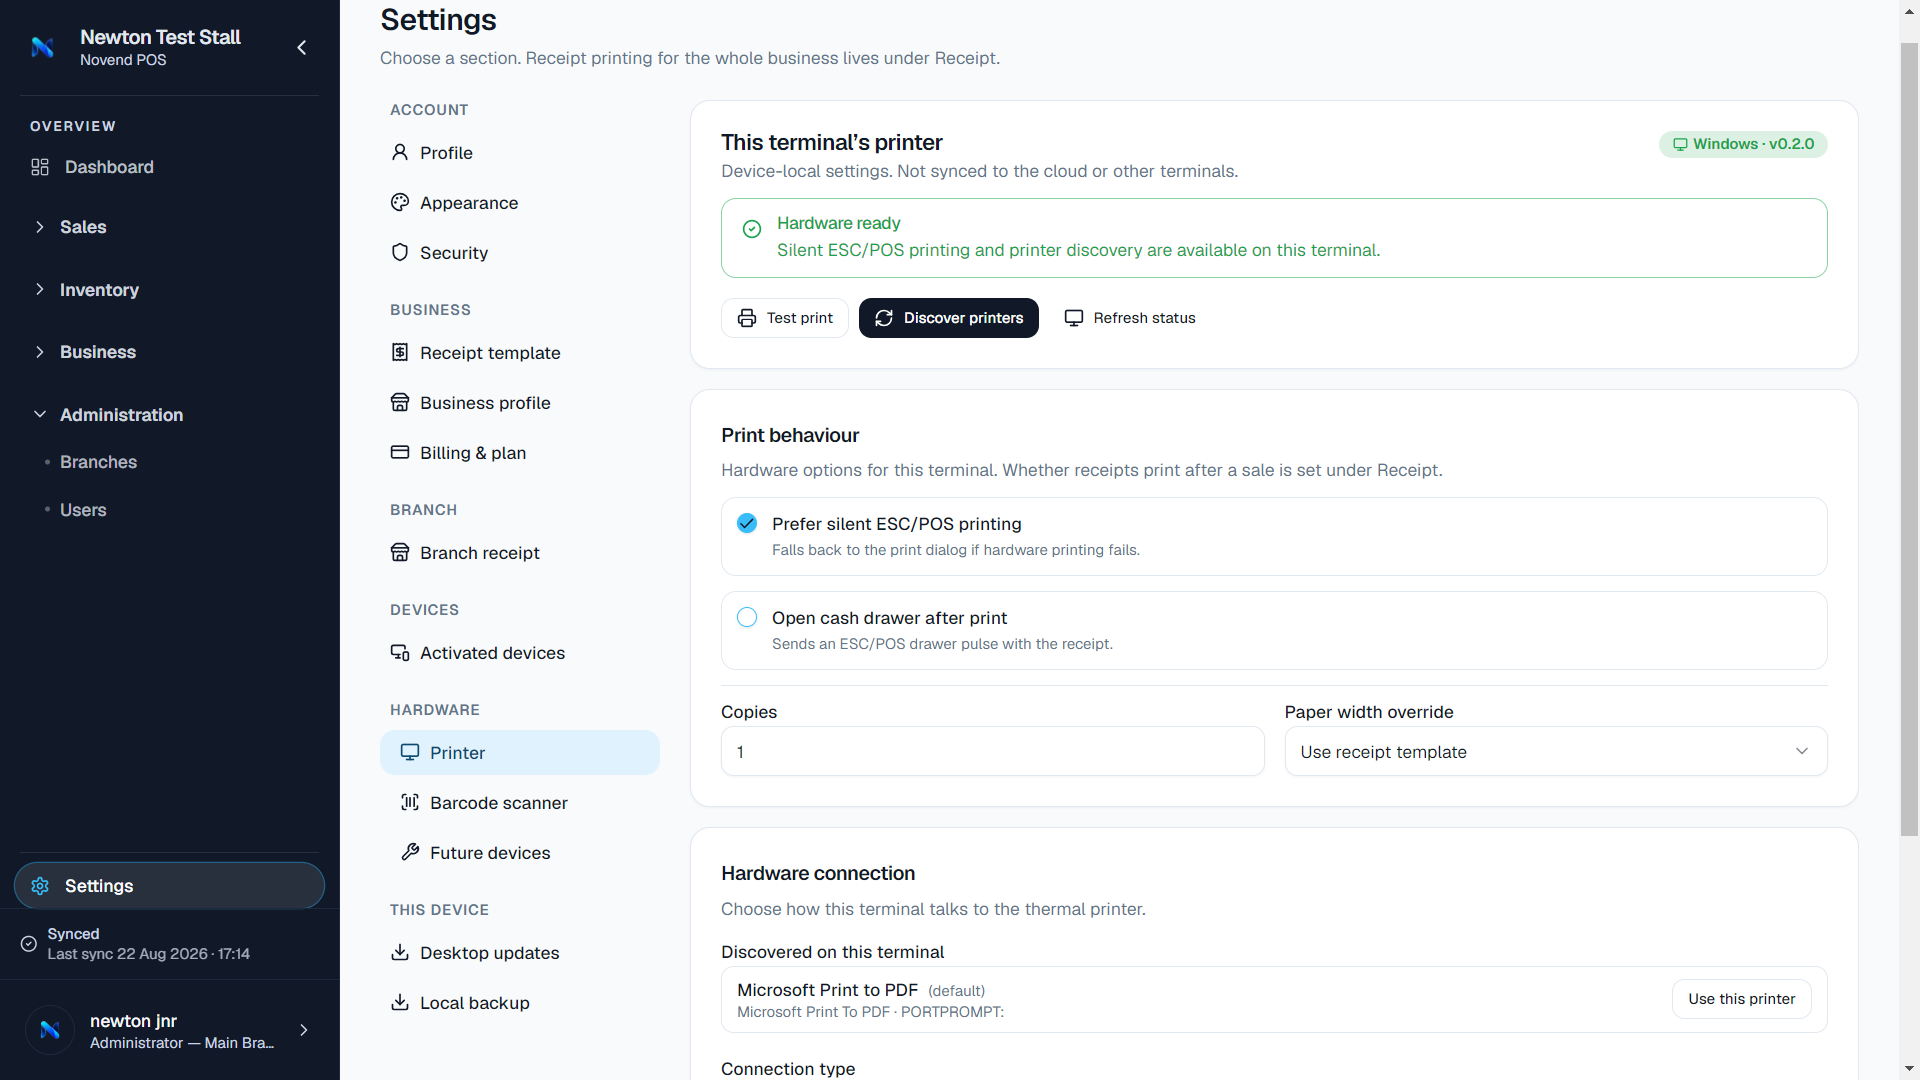 Newton Test Stall
Novend POS
OVERVIEW
Dashboard
Sales
Inventory
Business
Administration
Branches
Users
Settings
Synced
Last sync 22 Aug 2026 · 17:14
newton jnr
Administrator — Main Bra...
Settings
Choose a section. Receipt printing for the whole business lives under Receipt.
ACCOUNT
Profile
Appearance
Security
BUSINESS
Receipt template
Business profile
Billing & plan
BRANCH
Branch receipt
DEVICES
Activated devices
HARDWARE
Printer
Barcode scanner
Future devices
THIS DEVICE
Desktop updates
Local backup
This terminal’s printer
Windows · v0.2.0
Device-local settings. Not synced to the cloud or other terminals.
Hardware ready
Silent ESC/POS printing and printer discovery are available on this terminal.
Test print
Discover printers
Refresh status
Print behaviour
Hardware options for this terminal. Whether receipts print after a sale is set under Receipt.
Prefer silent ESC/POS printing
Falls back to the print dialog if hardware printing fails.
Open cash drawer after print
Sends an ESC/POS drawer pulse with the receipt.
Copies
1
Paper width override
Use receipt template
Hardware connection
Choose how this terminal talks to the thermal printer.
Discovered on this terminal
Microsoft Print to PDF (default)
Microsoft Print To PDF · PORTPROMPT:
Use this printer
Connection type